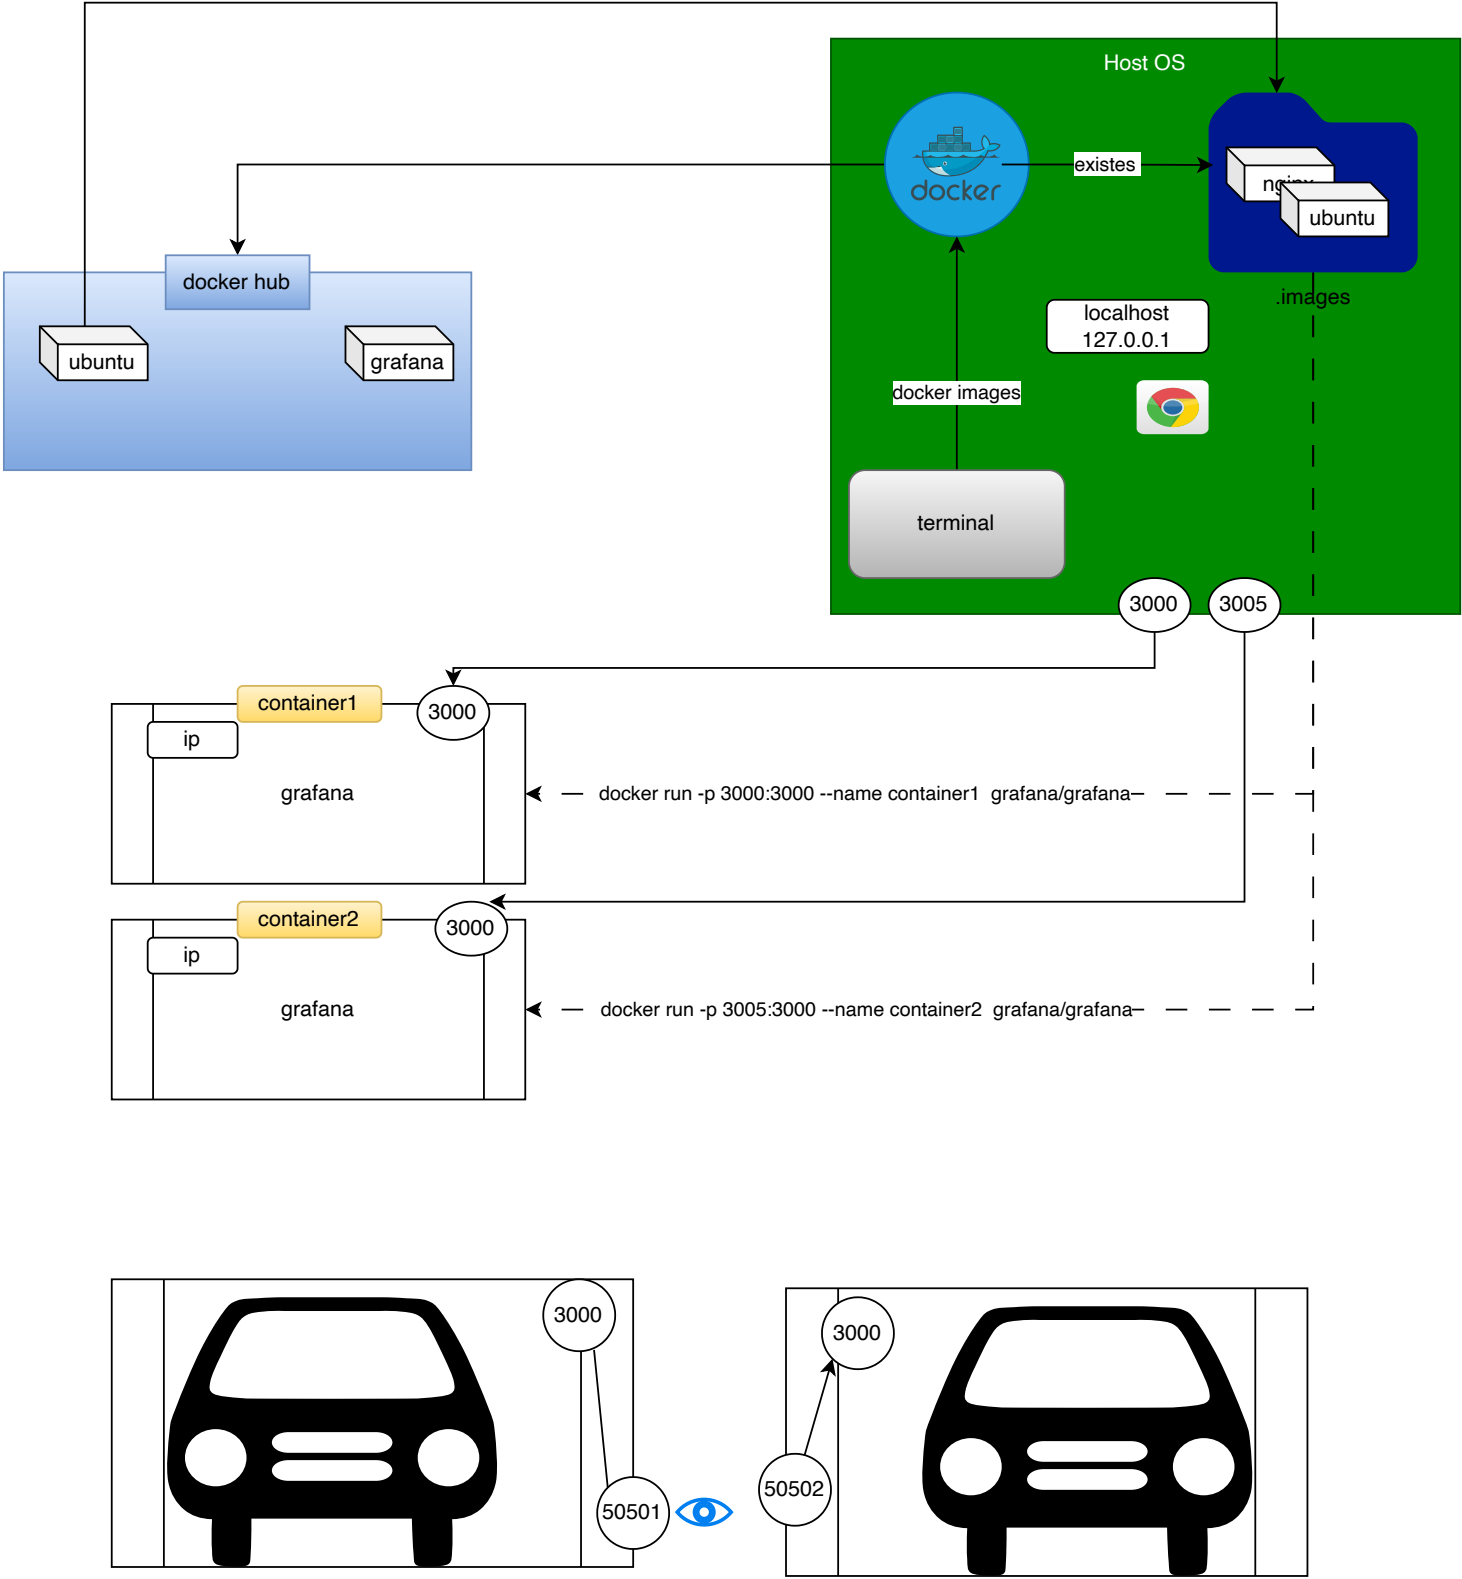 Host OS
docker
existes
nginx
ubuntu
docker hub
.images
localhost
127.0.0.1
ubuntu
grafana
docker images
terminal
3000
3005
container1
3000
ip
grafana
docker run -p 3000:3000 --name container1  grafana/grafana
container2
3000
ip
grafana
docker run -p 3005:3000 --name container2  grafana/grafana
3000
3000
50502
50501